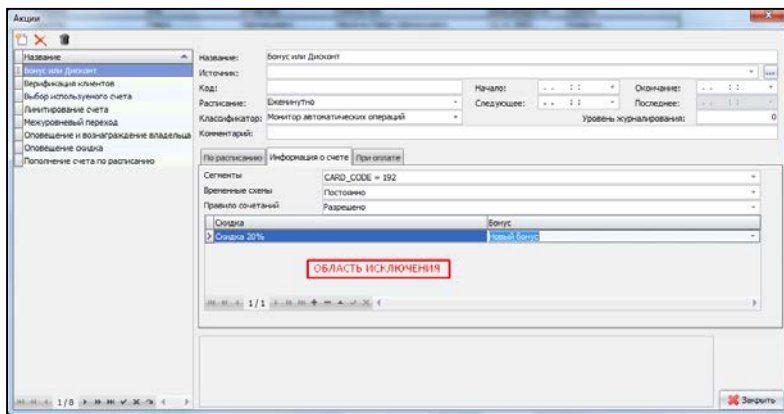 Акции
Название
Бонус или Дисконт
Верификация клиентов
Выбор используемого счета
Лимитирование счета
Межуровневый переход
Оповещение и вознаграждение владельца
Оповещение скидка
Пополнение счета по расписанию
Название: Бонус или Дисконт
Источник:
Код: Начало: . . : : Окончание: . . : :
Расписание: Ежеминутно Следующее: . . : : Последнее: . . : :
Классификатор: Монитор автоматических операций Уровень журналирования: 0
Комментарий:
По расписанию Информация о счете При оплате
Сегменты CARD_CODE = 192
Временные схемы Постоянно
Правило сочетаний Разрешено
Скидка Бонус
Скидка 20% Новый бонус
ОБЛАСТЬ ИСКЛЮЧЕНИЯ
1/1
1/8
Закрыть